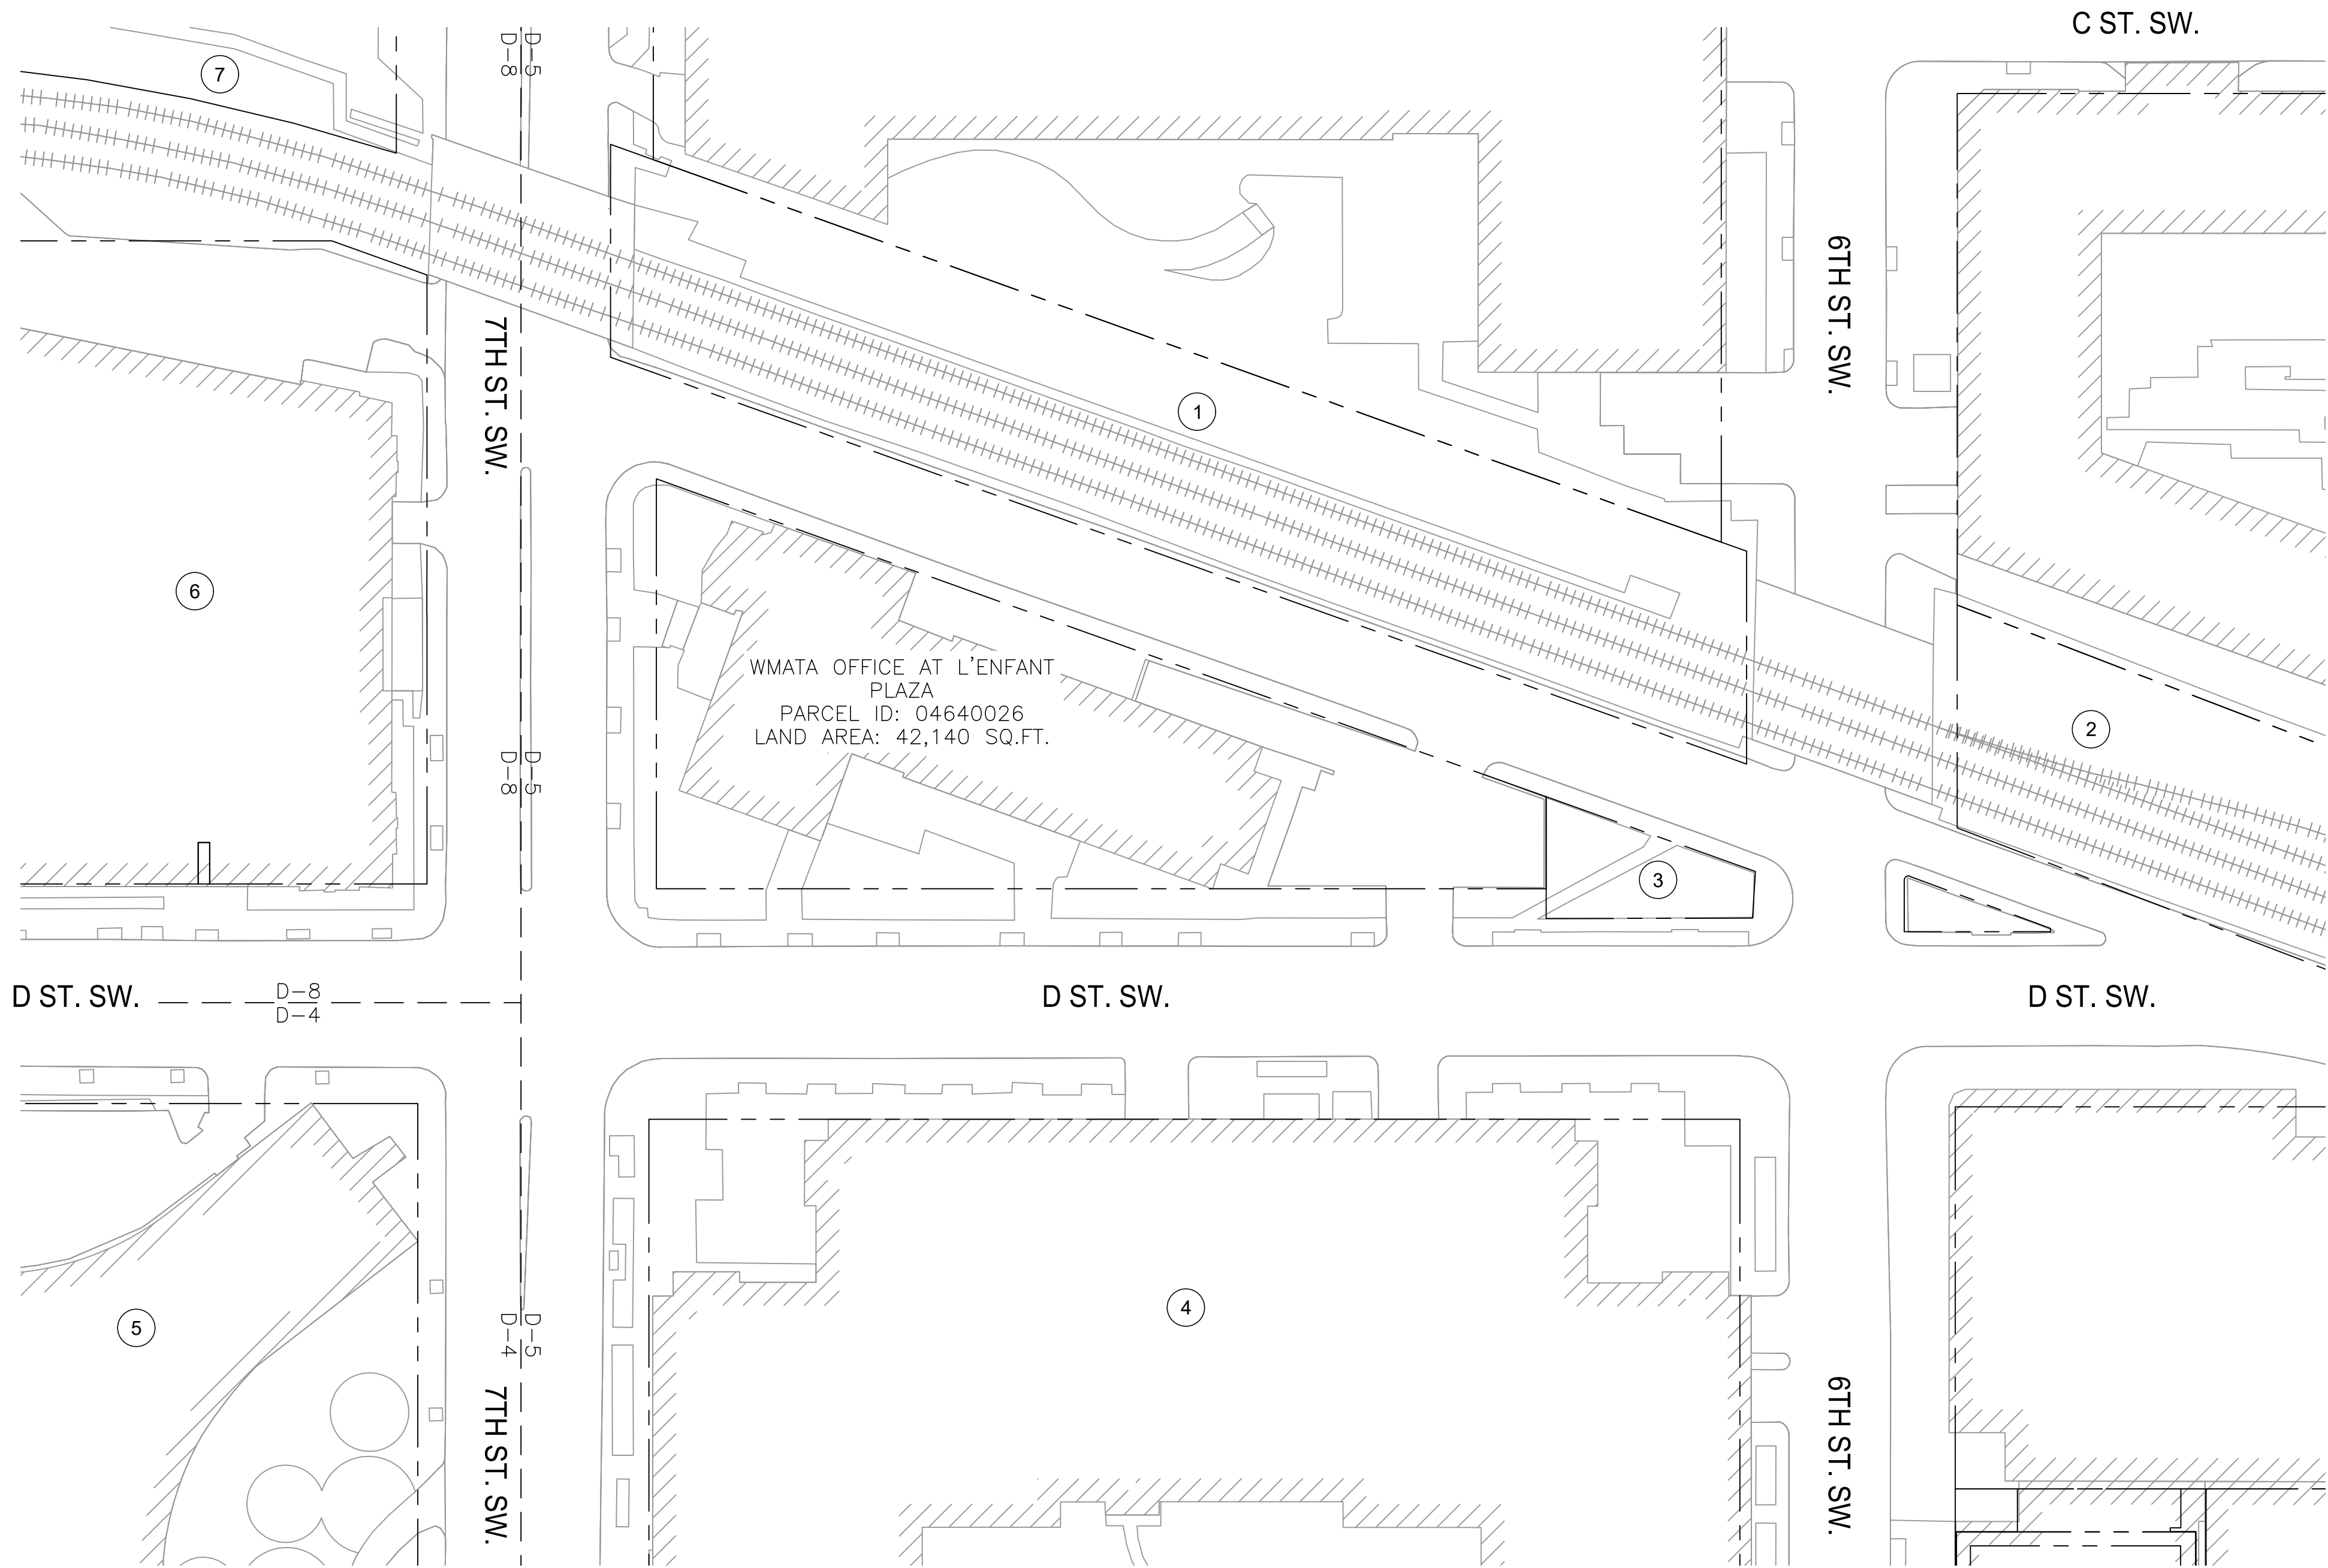 C ST. SW.
7
D-5
D-8
6TH ST. SW.
7TH ST. SW.
1
6
WMATA OFFICE AT L'ENFANT
PLAZA
PARCEL ID: 04640026
LAND AREA: 42,140 SQ.FT.
2
D-5
D-8
3
D ST. SW.
D-8
D-4
D ST. SW.
D ST. SW.
4
5
D-5
D-4
7TH ST. SW.
6TH ST. SW.